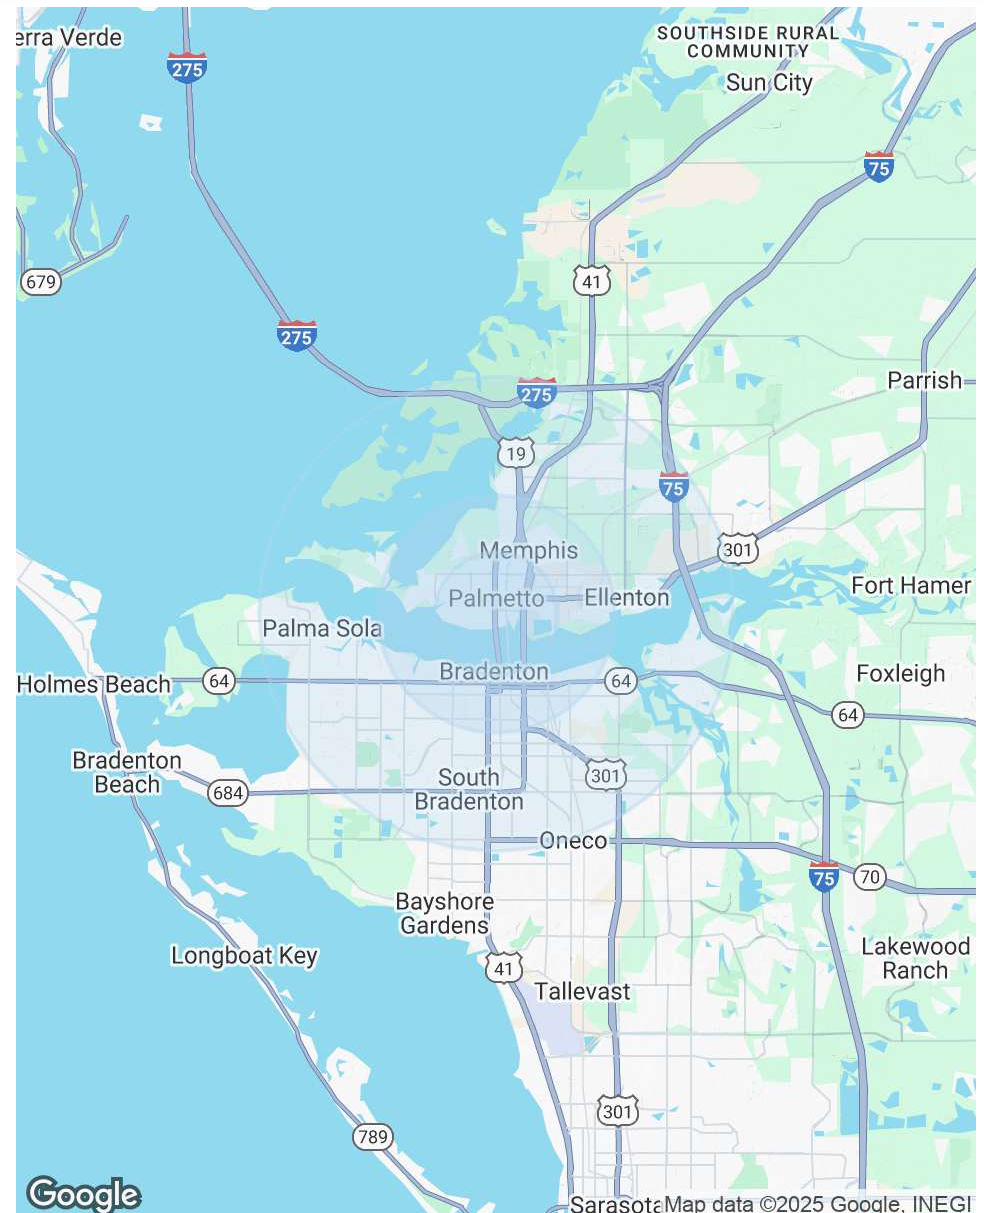 erra Verde
275
SOUTHSIDE RURAL
COMMUNITY
Sun City
75
679
41
275
275
Parrish
19
75
301
Memphis
Fort Hamer
Palmetto
Ellenton
Palma Sola
Bradenton
Holmes Beach
64
64
Foxleigh
64
Bradenton
Beach
684
South
Bradenton
301
Oneco
75
70
Bayshore
Gardens
Longboat Key
41
Lakewood
Ranch
Tallevast
301
789
Google
Sarasota
Map data ©2025 Google, INEGI